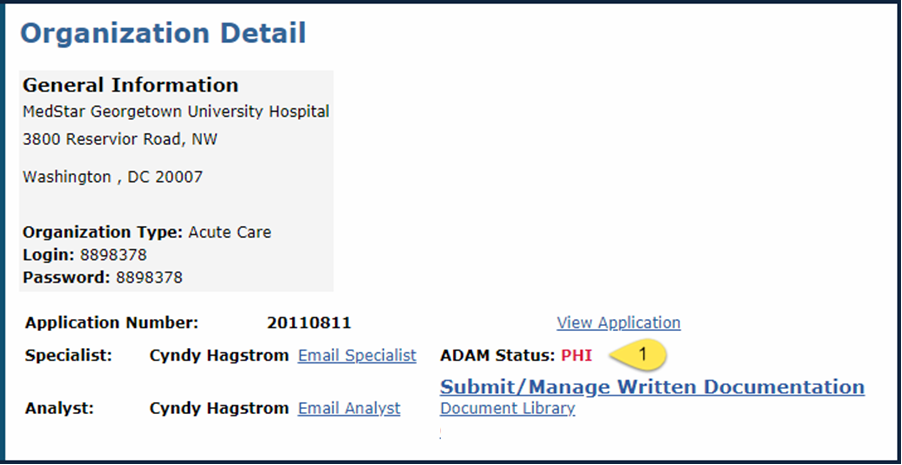 Organization Detail
General Information
MedStar Georgetown University Hospital
3800 Reservior Road, NW
Washington , DC 20007
Organization Type: Acute Care
Login: 8898378
Password: 8898378
Application Number: 20110811 View Application
Specialist: Cyndy Hagstrom Email Specialist ADAM Status: PHI 1
Submit/Manage Written Documentation
Analyst: Cyndy Hagstrom Email Analyst Document Library